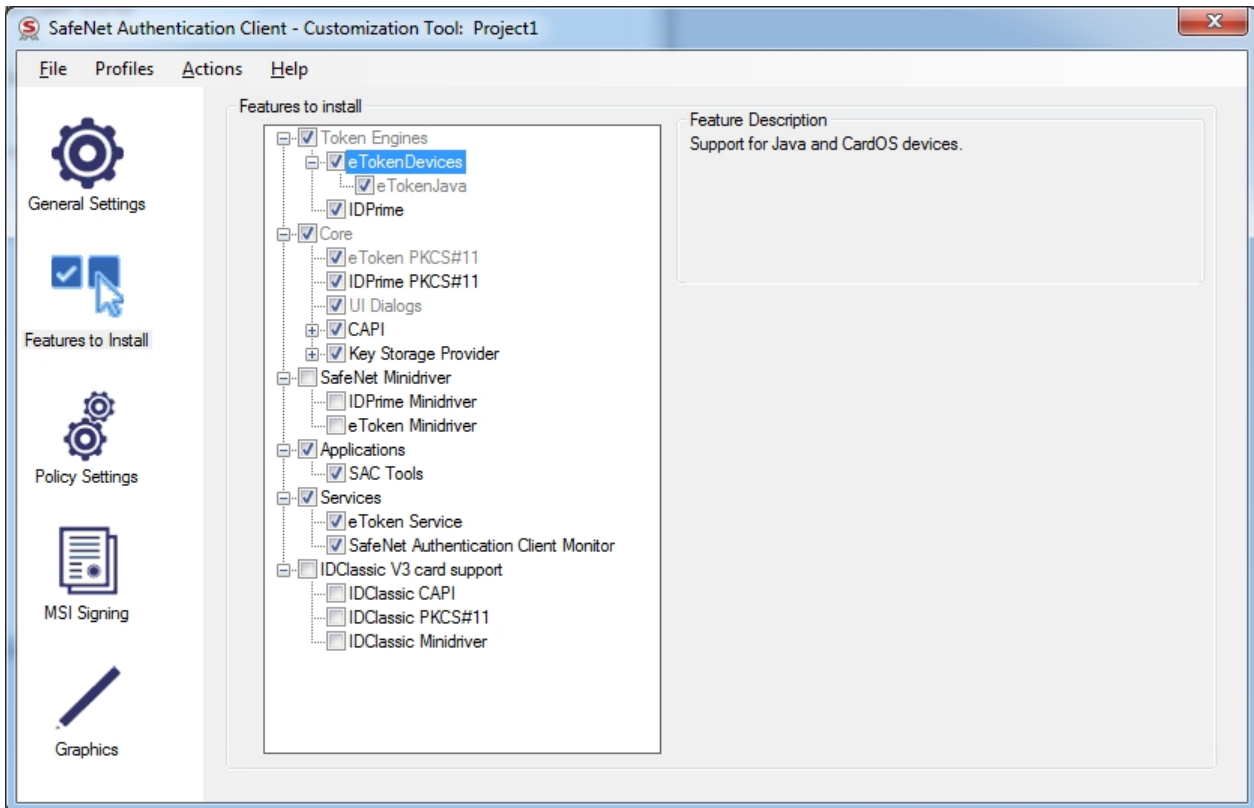 SafeNet Authentication Client - Customization Tool: Project1
File Profiles Actions Help
General Settings
Features to Install
Policy Settings
MSI Signing
Graphics
Features to install
Token Engines
eTokenDevices
eTokenJava
IDPrime
Core
eToken PKCS#11
IDPrime PKCS#11
UI Dialogs
CAPI
Key Storage Provider
SafeNet Minidriver
IDPrime Minidriver
eToken Minidriver
Applications
SAC Tools
Services
eToken Service
SafeNet Authentication Client Monitor
IDClassic V3 card support
IDClassic CAPI
IDClassic PKCS#11
IDClassic Minidriver
Feature Description
Support for Java and CardOS devices.